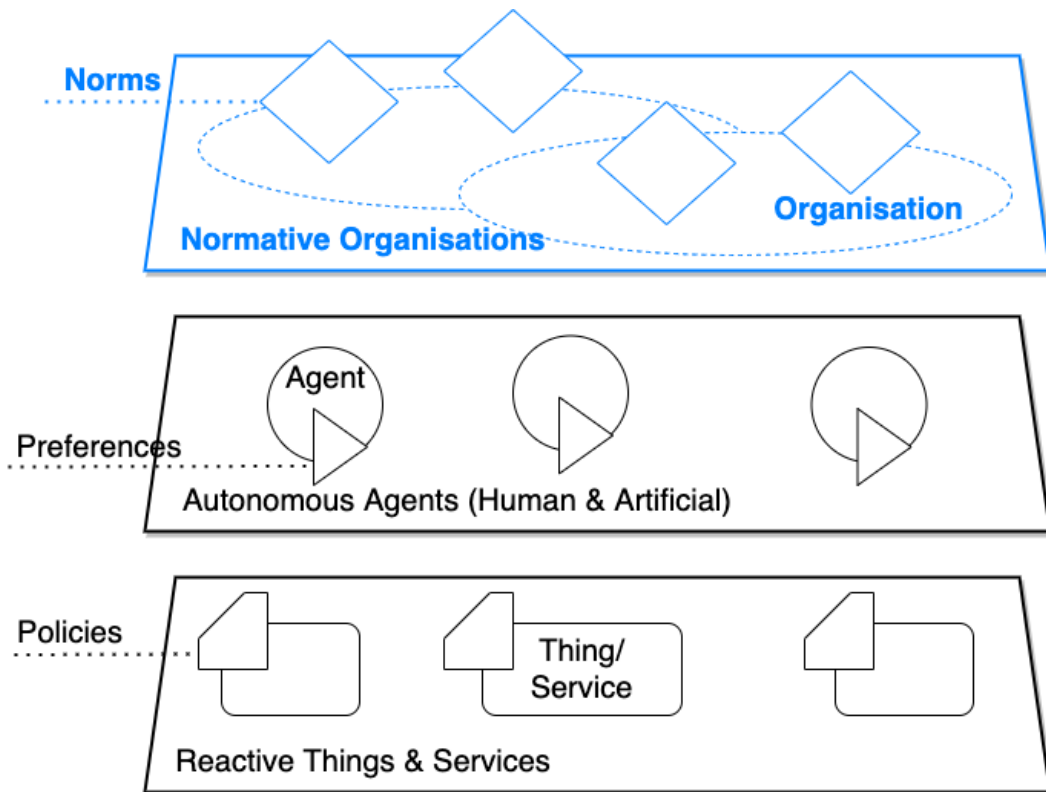 Norms
Organisation
Normative Organisations
Agent
Preferences
Autonomous Agents (Human & Artificial)
Policies
Thing/
Service
Reactive Things & Services